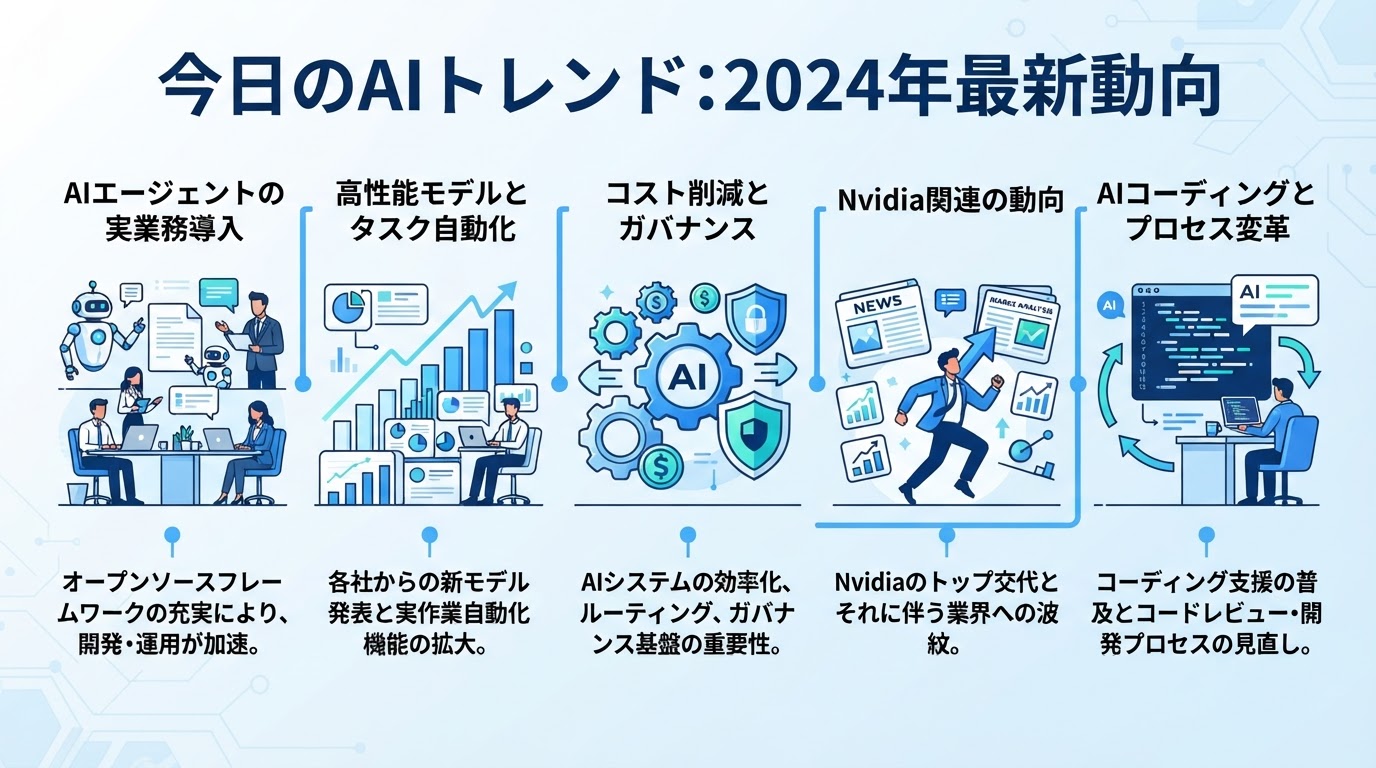 今日のAIトレンド：2024年最新動向
AIエージェントの
実業務導入
高性能モデルと
タスク自動化
コスト削減と
ガバナンス
Nvidia関連の動向
AIコーディングと
プロセス変革
NEWS
AI
AI
AI
オープンソースフレー
ムワークの充実により、
開発・運用が加速。
各社からの新モデル
発表と実作業自動化
機能の拡大。
AIシステムの効率化、
ルーティング、ガバナ
ンス基盤の重要性。
Nvidiaのトップ交代と
それに伴う業界への波
紋。
コーディング支援の普
及とコードレビュー・開
発プロセスの見直し。